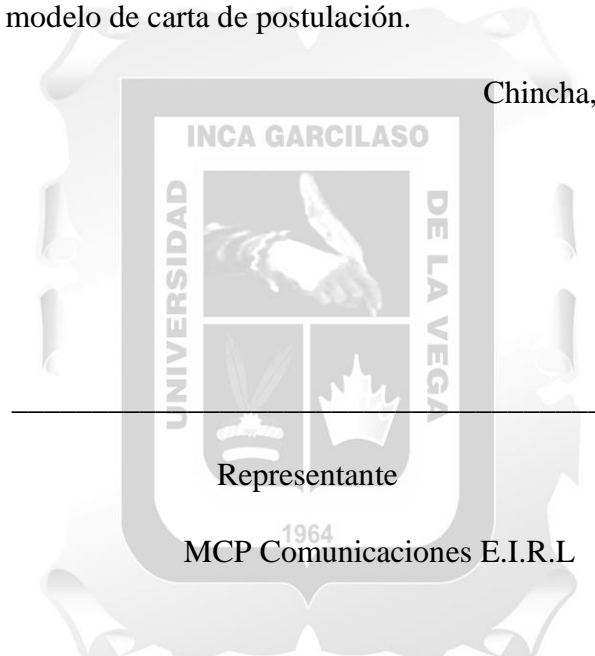 modelo de carta de postulación.
Chincha,
INCA GARCILASO
UNIVERSIDAD
DE LA VEGA
Representante
1964
MCP Comunicaciones E.I.R.L